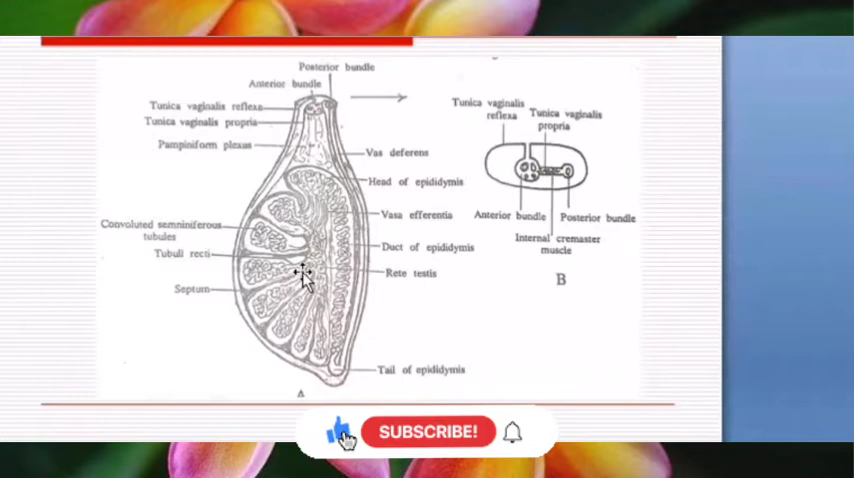 Posterior bundle
Anterior bundle
Tunica vaginalis reflexa
Tunica vaginalis propria
Pampiniform plexus
Vas deferens
Head of epididymis
Convoluted semniniferous
tubules
Vasa efferentia
Duct of epididymis
Tubuli recti
Rete testis
Septum
Tail of epididymis
A
Tunica vaginalis
reflexa
Tunica vaginalis
propria
Anterior bundle
Posterior bundle
Internal cremaster
muscle
B
SUBSCRIBE!